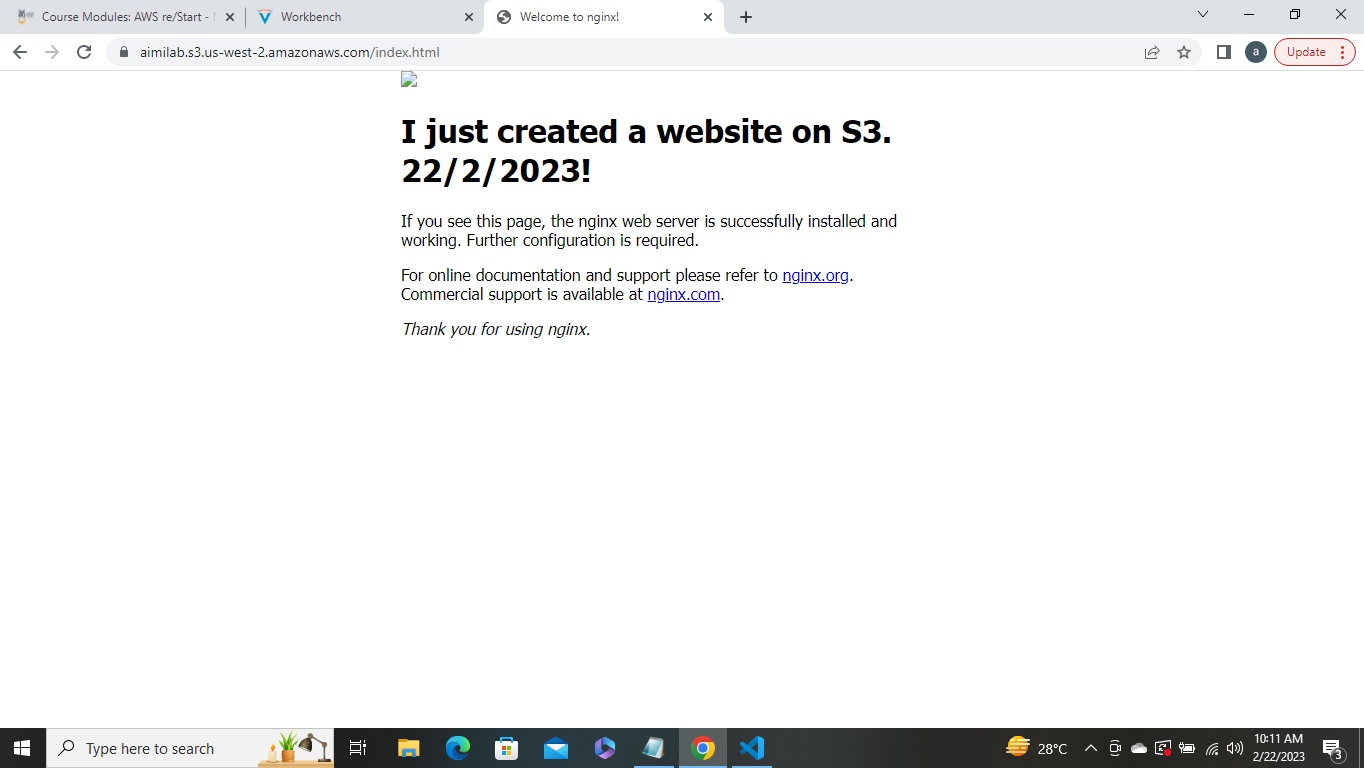 Course Modules: AWS re/Start -
Workbench
Welcome to nginx!
aimilab.s3.us-west-2.amazonaws.com/index.html
a
Update
I just created a website on S3.
22/2/2023!
If you see this page, the nginx web server is successfully installed and
working. Further configuration is required.
For online documentation and support please refer to nginx.org.
Commercial support is available at nginx.com.
Thank you for using nginx.
Type here to search
28°C
10:11 AM
2/22/2023
3